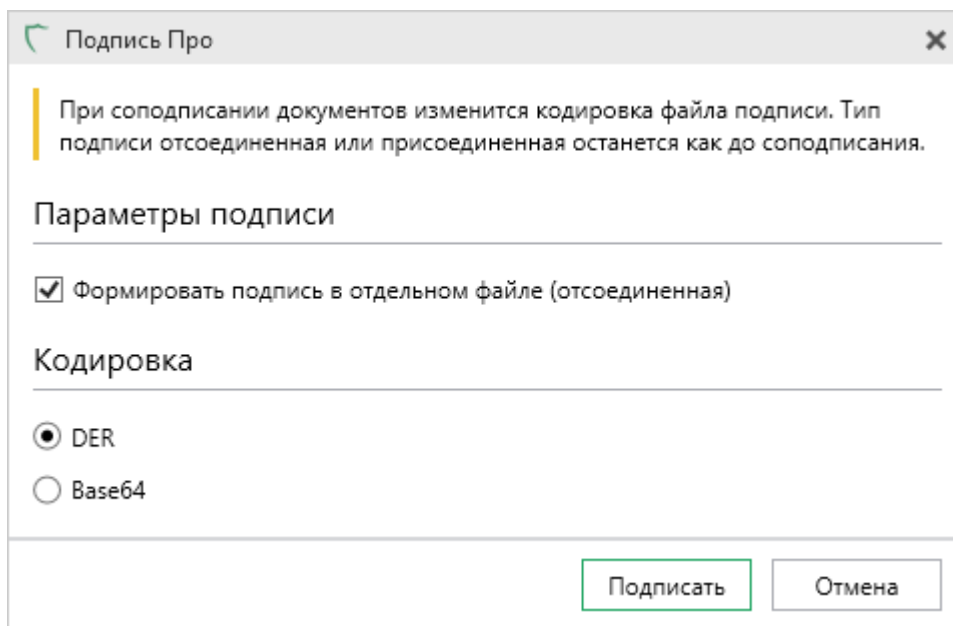 Подпись Про
При соподписании документов изменится кодировка файла подписи. Тип
подписи отсоединенная или присоединенная останется как до соподписания.
Параметры подписи
Формировать подпись в отдельном файле (отсоединенная)
Кодировка
DER
Base64
Подписать
Отмена